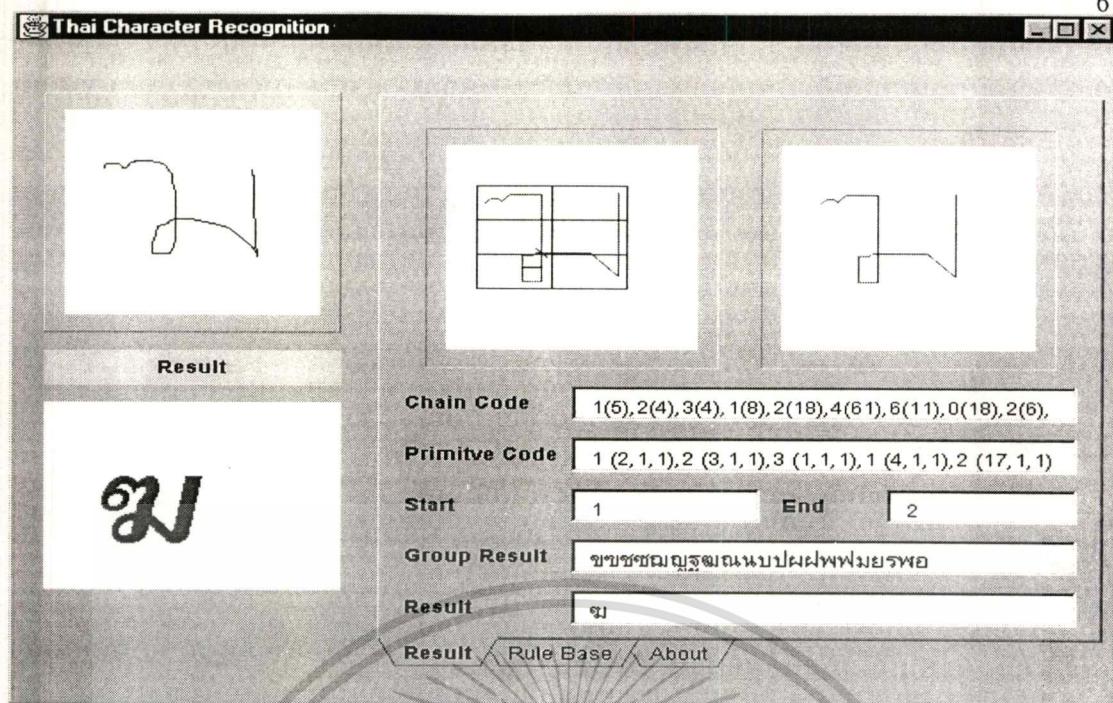 Thai Character Recognition
Result
ฆ
Chain Code 1(5),2(4),3(4),1(8),2(18),4(61),6(11),0(18),2(6),
Primitve Code 1 (2,1,1),2 (3,1,1),3 (1,1,1),1 (4,1,1),2 (17,1,1)
Start 1 End 2
Group Result ขฃชซฌญฐฒณนบปผฝพฟมยรฬอ
Result ฆ
Result Rule Base About